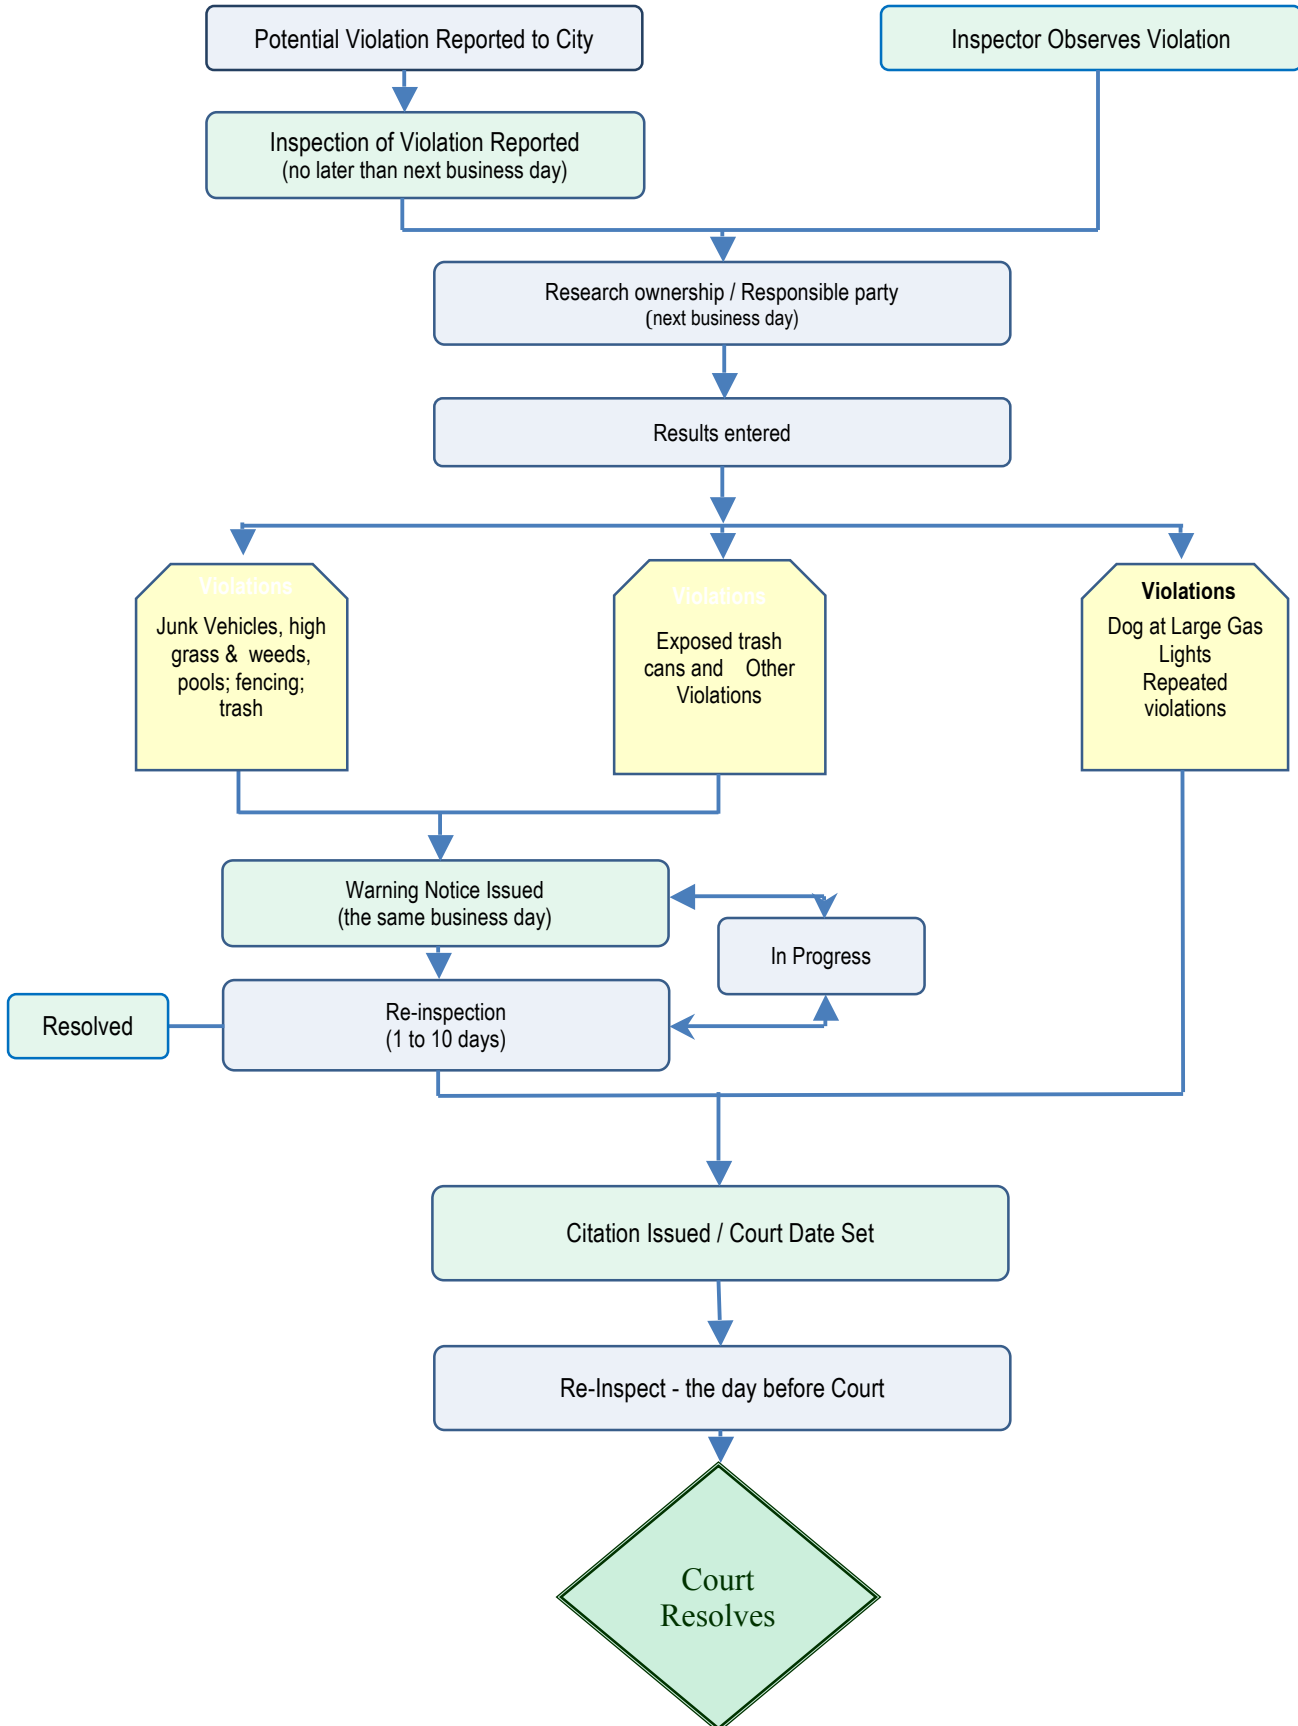 Potential Violation Reported to City
Inspector Observes Violation
Inspection of Violation Reported
(no later than next business day)
Research ownership / Responsible party
(next business day)
Results entered
Violations
Junk Vehicles, high
grass & weeds,
pools; fencing;
trash
Violations
Exposed trash
cans and Other
Violations
Violations
Dog at Large Gas
Lights
Repeated
violations
Warning Notice Issued
(the same business day)
In Progress
Resolved
Re-inspection
(1 to 10 days)
Citation Issued / Court Date Set
Re-Inspect - the day before Court
Court
Resolves